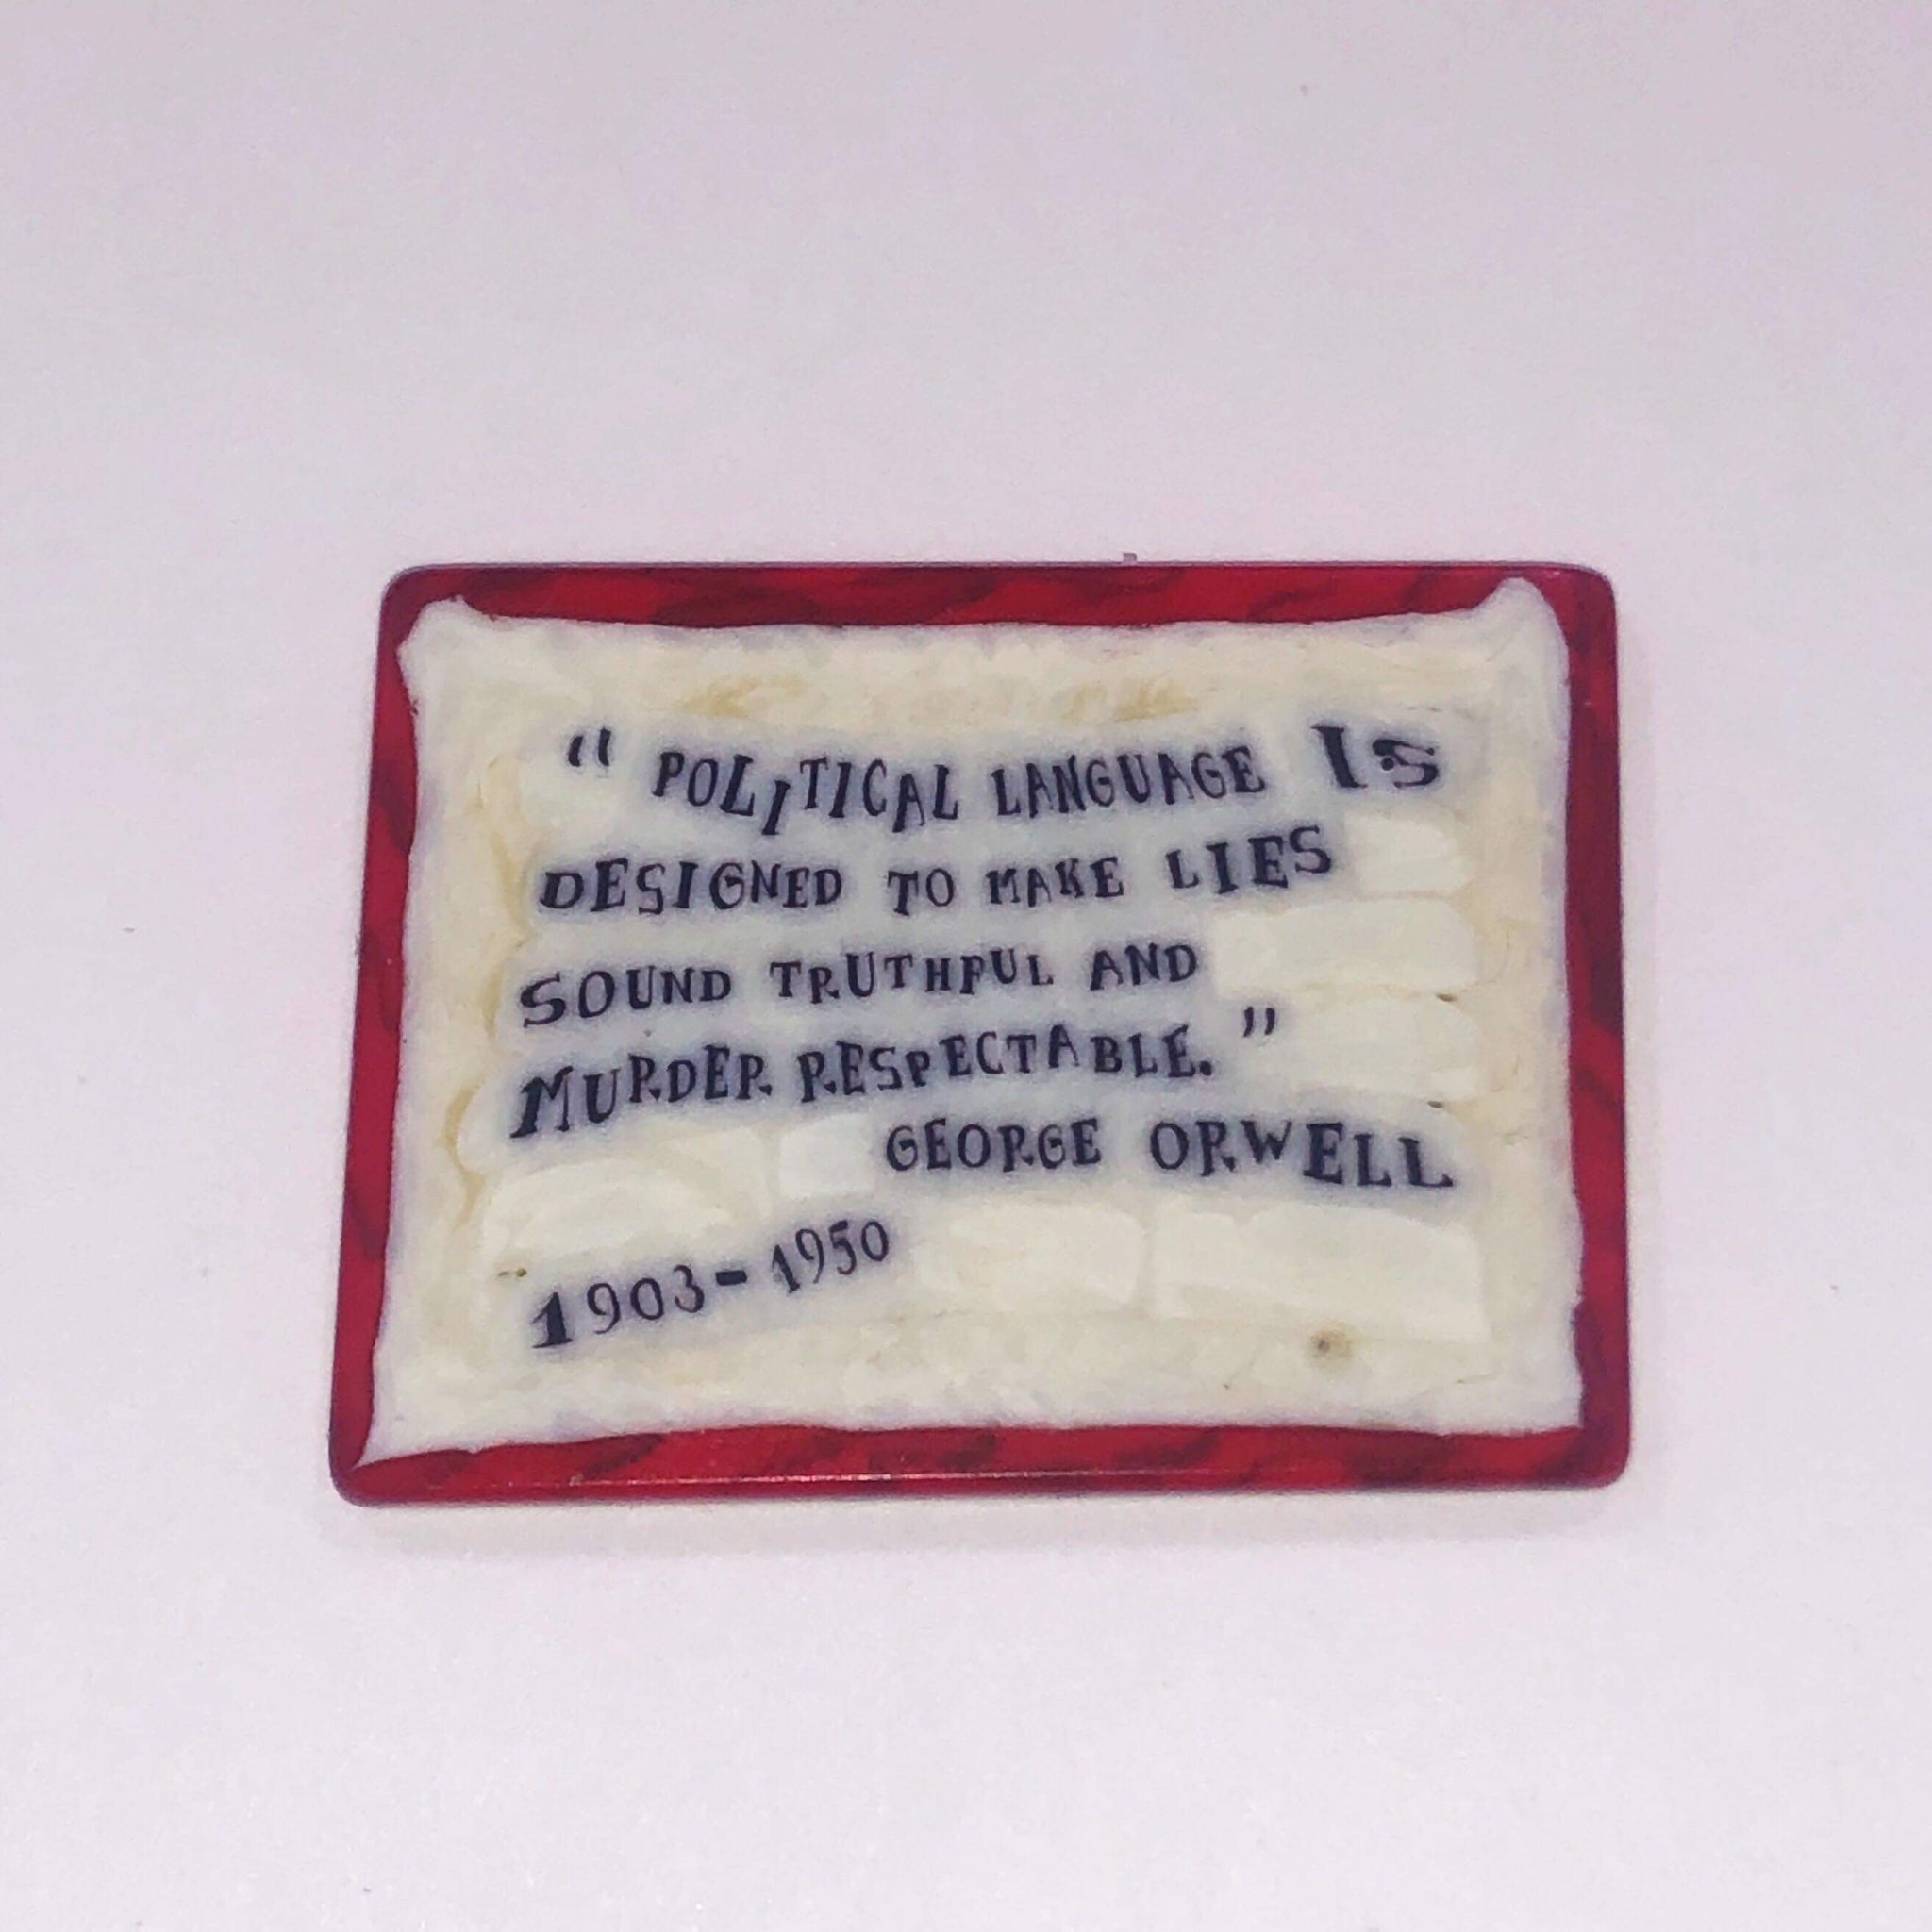 “ POLITICAL LANGUAGE IS
DESIGNED TO MAKE LIES
SOUND TRUTHFUL AND
MURDER RESPECTABLE. ”
GEORGE ORWELL
1903-1950